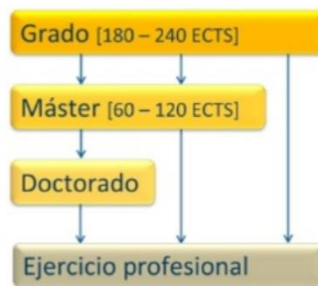 Grado [180 – 240 ECTS]
Máster [60 – 120 ECTS]
Doctorado
Ejercicio profesional